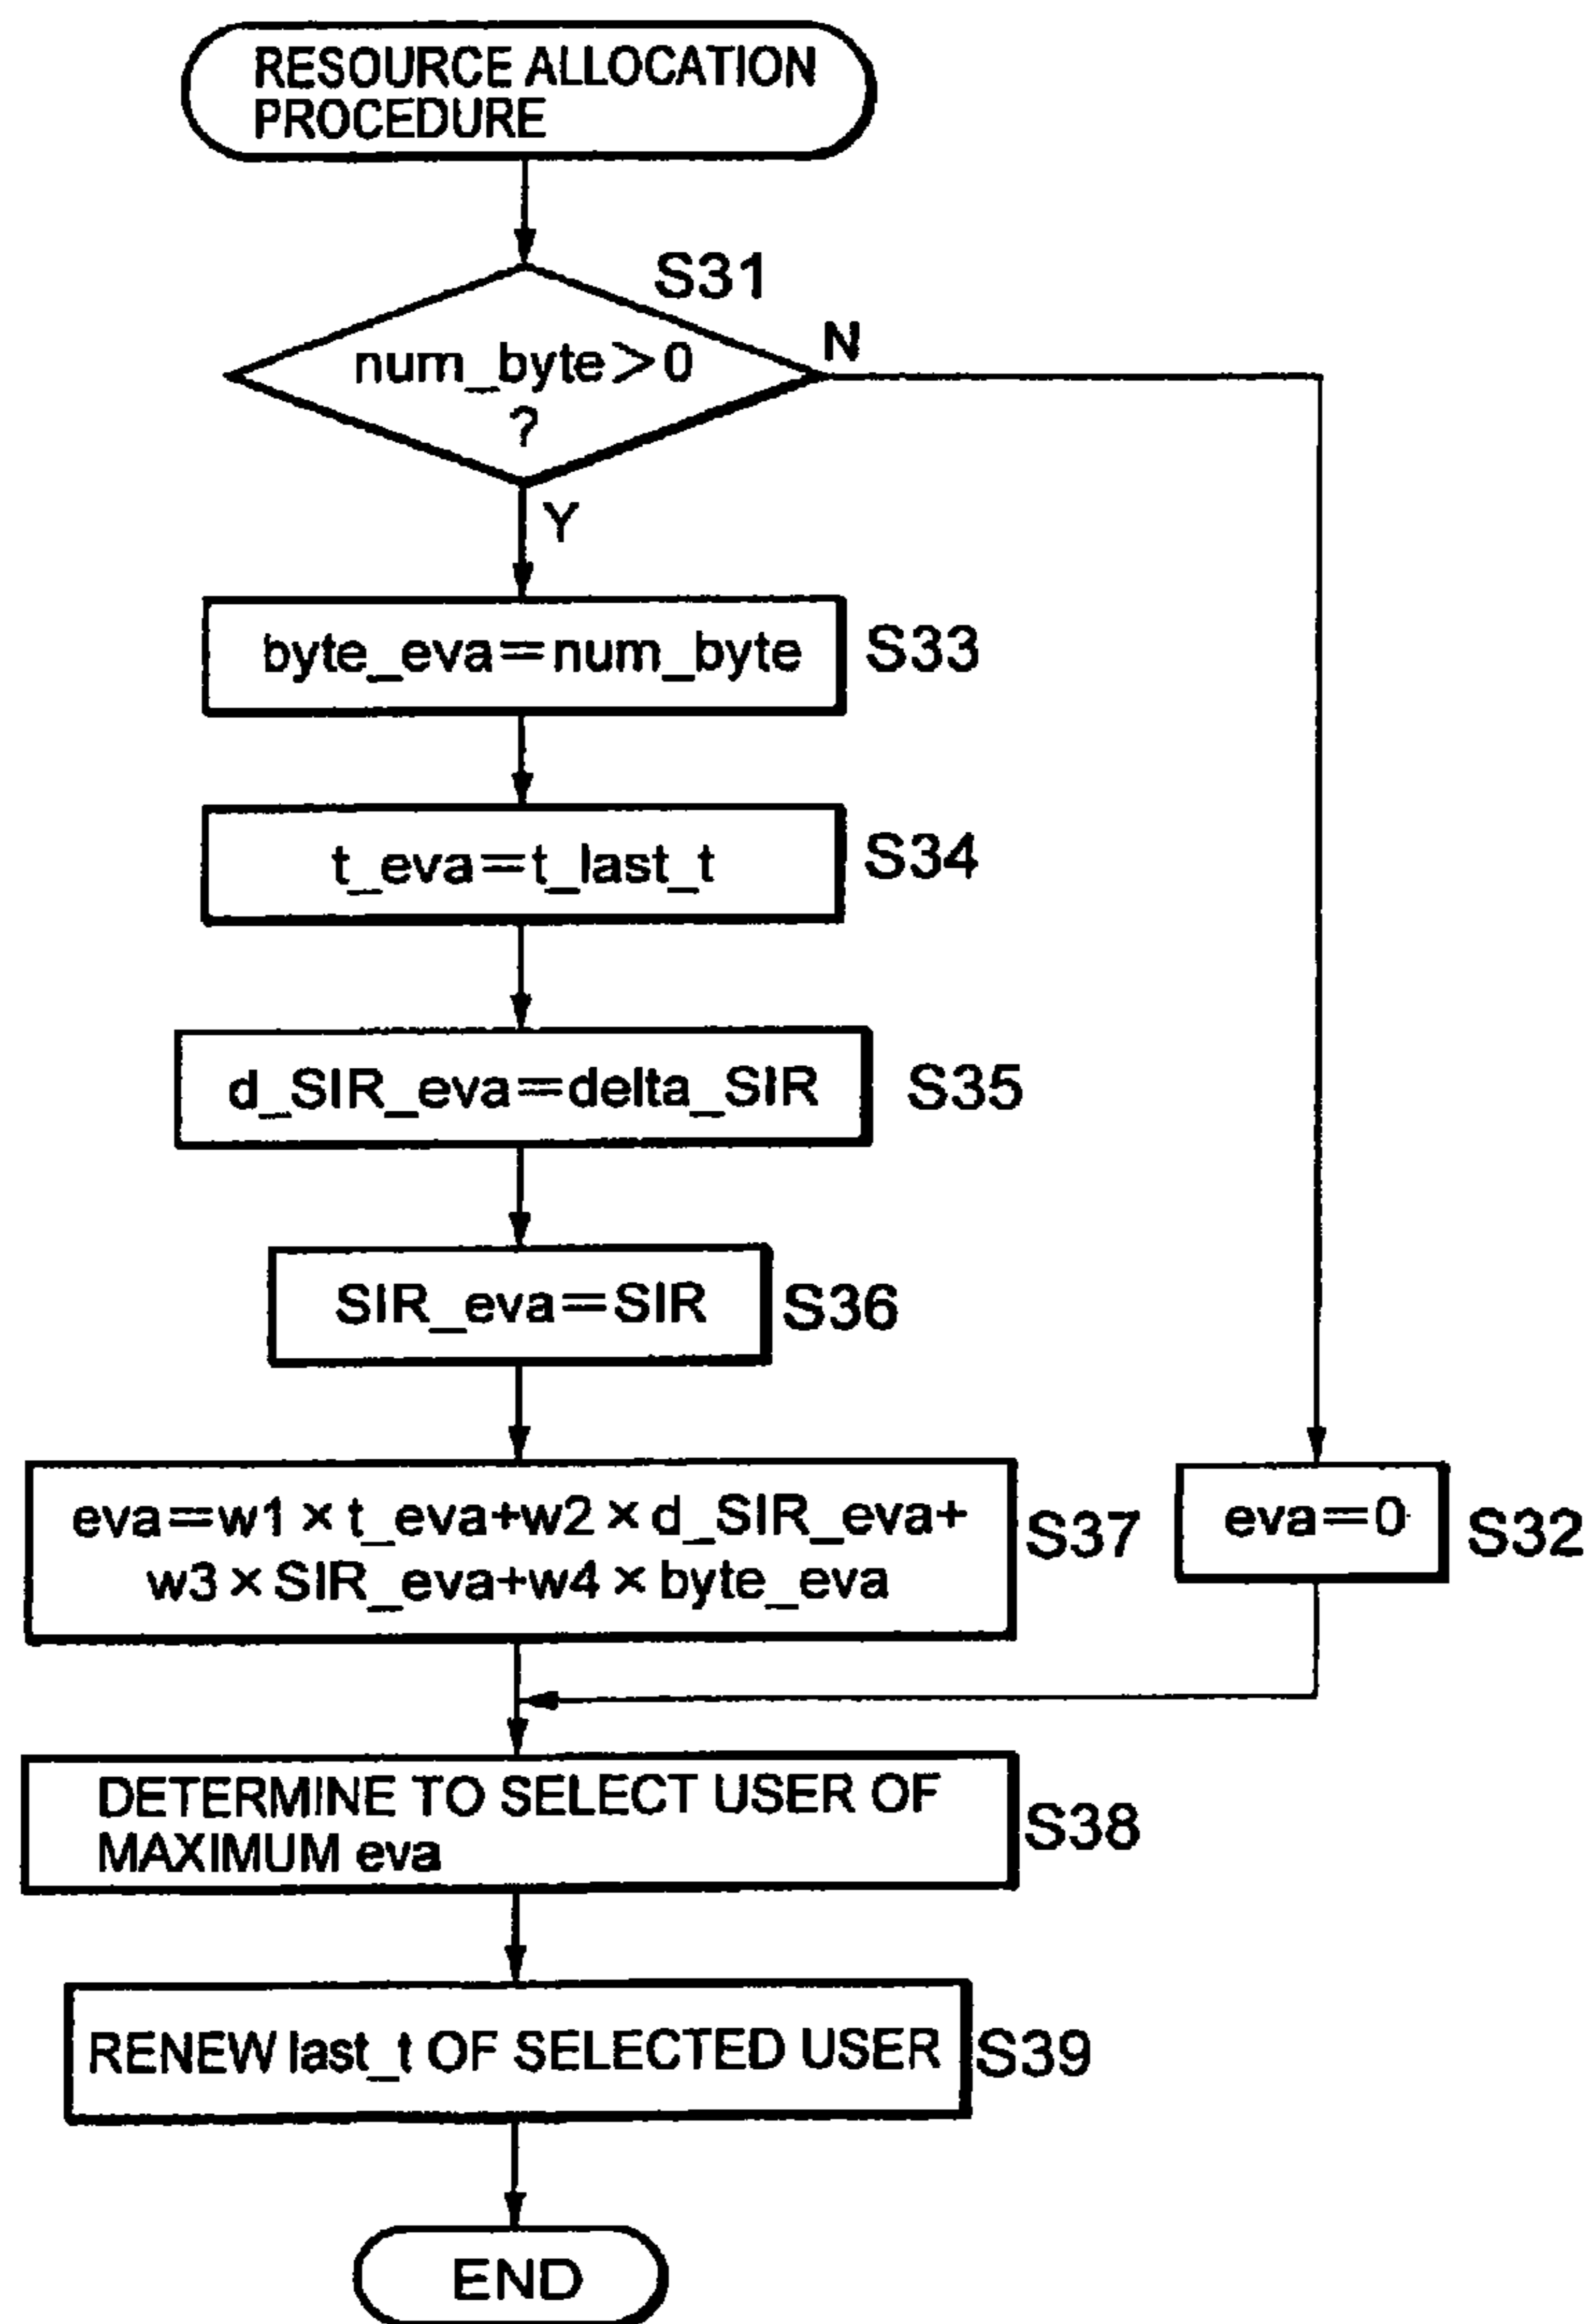 RESOURCE ALLOCATION
PROCEDURE
S31
num_byte>0
?
N
Y
byte_eva=num_byte
S33
t_eva=t_last_t
S34
d_SIR_eva=delta_SIR
S35
SIR_eva=SIR
S36
eva=w1×t_eva+w2×d_SIR_eva+
w3×SIR_eva+w4×byte_eva
S37
eva=0
S32
DETERMINE TO SELECT USER OF
MAXIMUM eva
S38
RENEW last_t OF SELECTED USER
S39
END